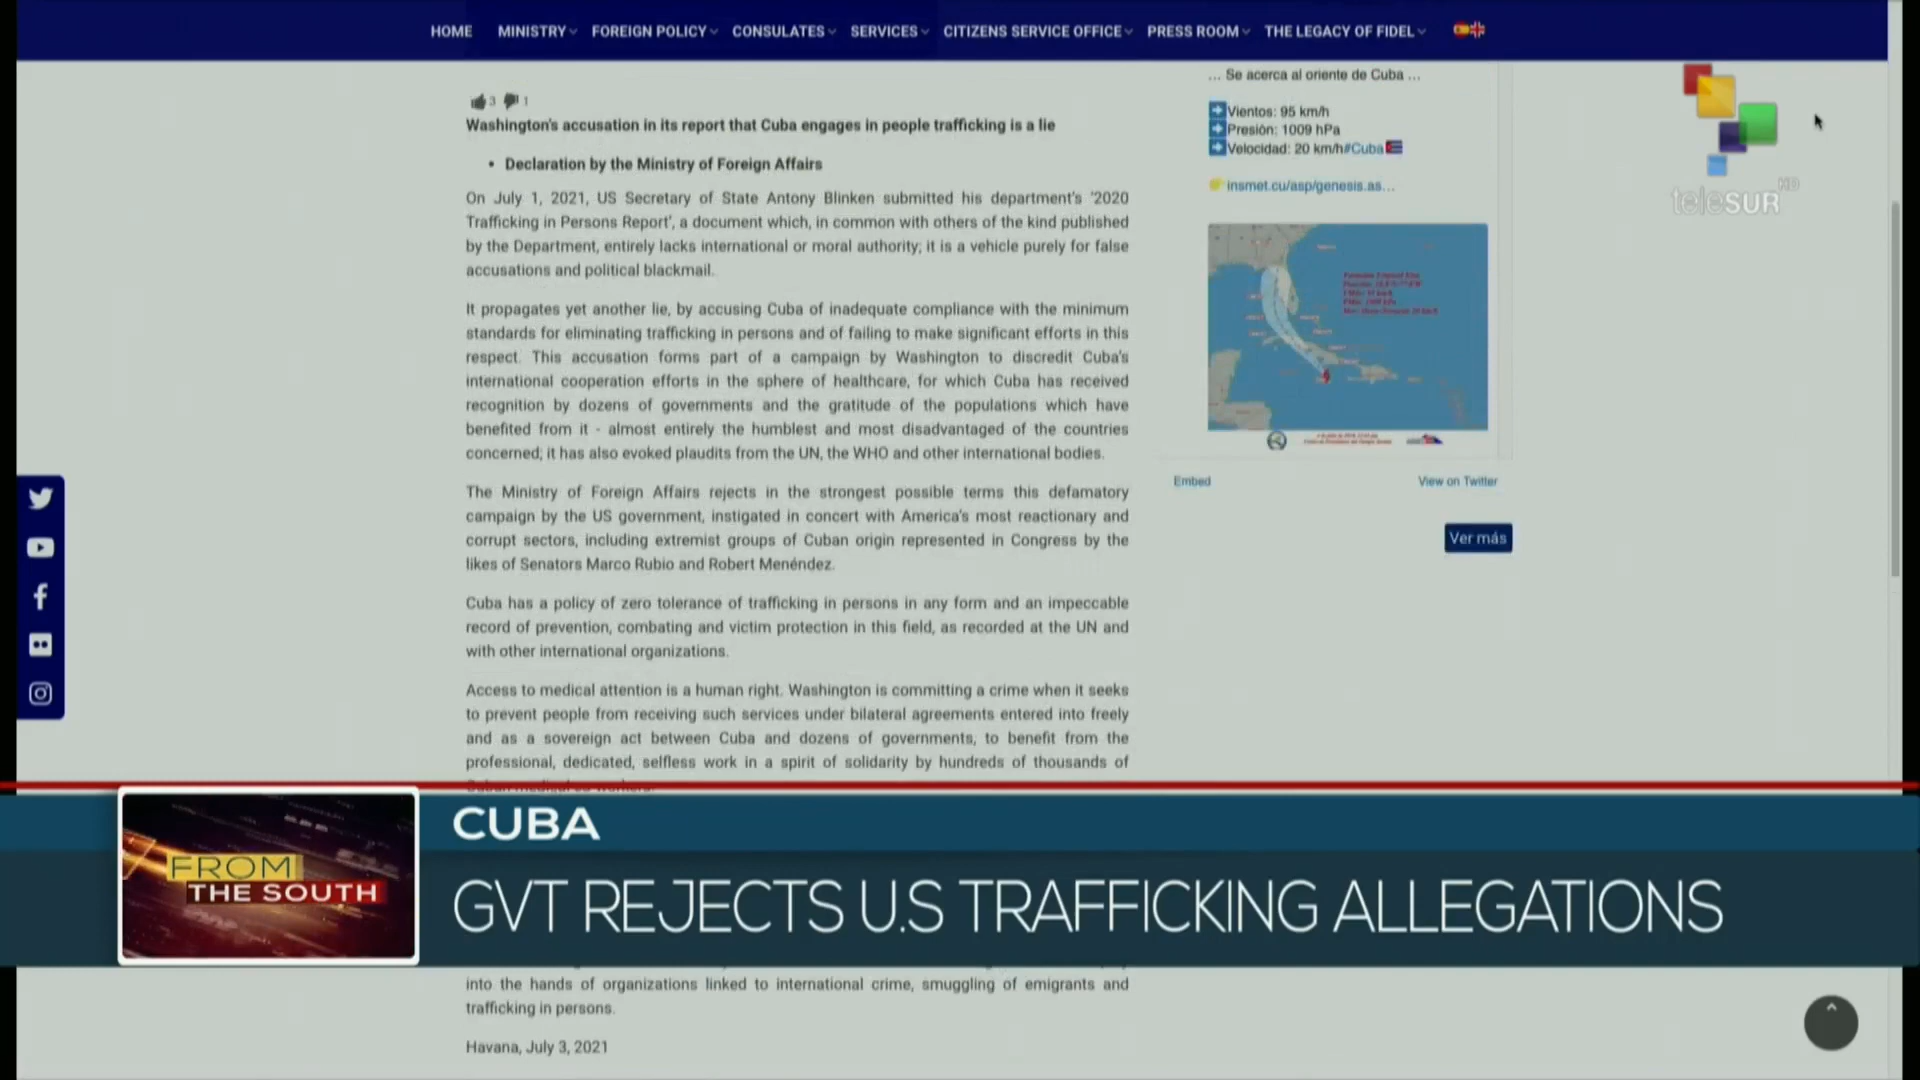 HOME MINISTRY FOREIGN POLICY CONSULATES SERVICES CITIZENS SERVICE OFFICE PRESS ROOM THE LEGACY OF FIDEL
3 1
Washington's accusation in its report that Cuba engages in people trafficking is a lie
• Declaration by the Ministry of Foreign Affairs
On July 1, 2021, US Secretary of State Antony Blinken submitted his department's '2020
Trafficking in Persons Report', a document which, in common with others of the kind published
by the Department, entirely lacks international or moral authority; it is a vehicle purely for false
accusations and political blackmail.
It propagates yet another lie, by accusing Cuba of inadequate compliance with the minimum
standards for eliminating trafficking in persons and of failing to make significant efforts in this
respect. This accusation forms part of a campaign by Washington to discredit Cuba's
international cooperation efforts in the sphere of healthcare, for which Cuba has received
recognition by dozens of governments and the gratitude of the populations which have
benefited from it - almost entirely the humblest and most disadvantaged of the countries
concerned; it has also evoked plaudits from the UN, the WHO and other international bodies.
The Ministry of Foreign Affairs rejects in the strongest possible terms this defamatory
campaign by the US government, instigated in concert with America's most reactionary and
corrupt sectors, including extremist groups of Cuban origin represented in Congress by the
likes of Senators Marco Rubio and Robert Menéndez.
Cuba has a policy of zero tolerance of trafficking in persons in any form and an impeccable
record of prevention, combating and victim protection in this field, as recorded at the UN and
with other international organizations.
Access to medical attention is a human right. Washington is committing a crime when it seeks
to prevent people from receiving such services under bilateral agreements entered into freely
and as a sovereign act between Cuba and dozens of governments, to benefit from the
professional, dedicated, selfless work in a spirit of solidarity by hundreds of thousands of
into the hands of organizations linked to international crime, smuggling of emigrants and
trafficking in persons.
Havana, July 3, 2021
... Se acerca al oriente de Cuba ...
Vientos: 95 km/h
Presión: 1009 hPa
Velocidad: 20 km/h#Cuba
insmet.cu/asp/genesis.as...
Embed View on Twitter
Ver más
teleSUR HD
FROM
THE SOUTH
CUBA
GVT REJECTS U.S TRAFFICKING ALLEGATIONS